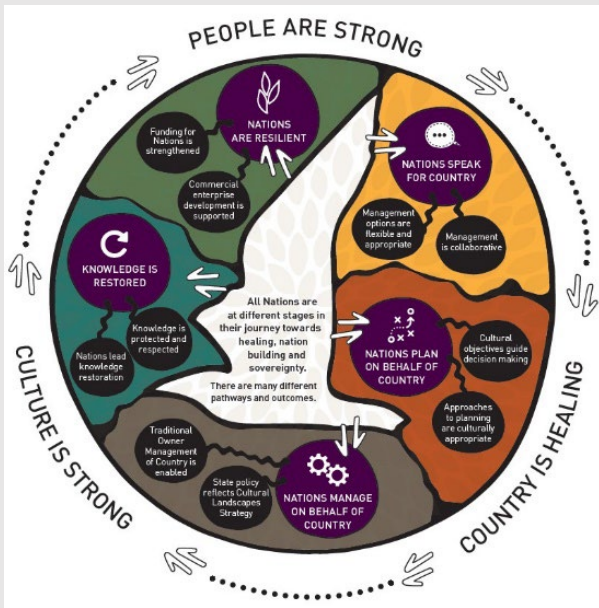 PEOPLE ARE STRONG
NATIONS
ARE RESILIENT
Funding for
Nations is
strengthened
Commercial
enterprise
development is
supported
NATIONS SPEAK
FOR COUNTRY
Management
options are
flexible and
appropriate
Management
is collaborative
KNOWLEDGE IS
RESTORED
Knowledge is
protected and
respected
Nations lead
knowledge
restoration
All Nations are
at different stages in
their journey towards
healing, nation
building and
sovereignty.
There are many different
pathways and outcomes.
NATIONS PLAN
ON BEHALF OF
COUNTRY
Cultural
objectives guide
decision making
Approaches
to planning
are culturally
appropriate
Traditional
Owner
Management
of Country is
enabled
State policy
reflects Cultural
Landscapes
Strategy
NATIONS MANAGE
ON BEHALF OF
COUNTRY
CULTURE IS STRONG
COUNTRY IS HEALING